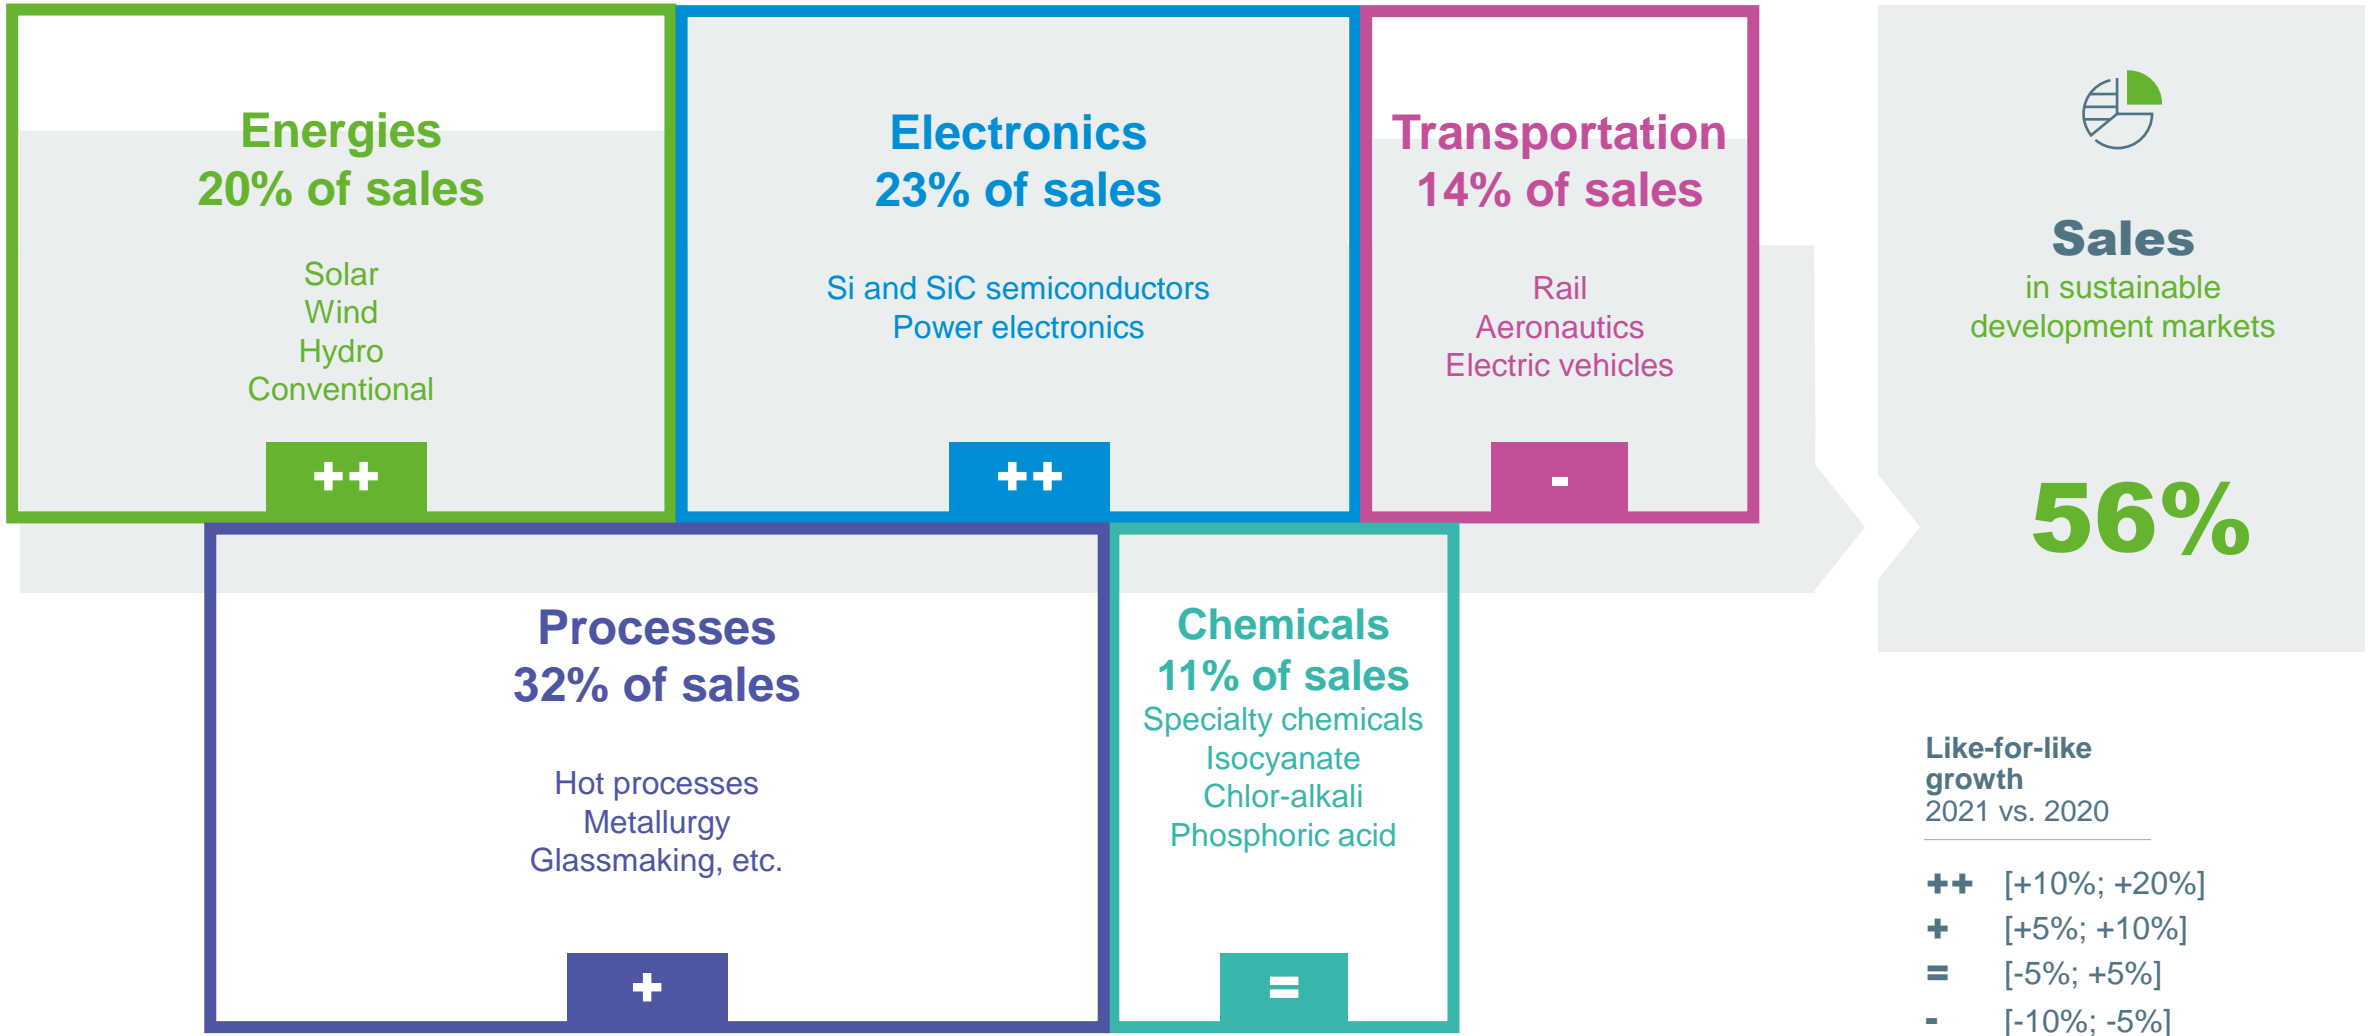 Energies
20% of sales
Solar
Wind
Hydro
Conventional
++
Electronics
23% of sales
Si and SiC semiconductors
Power electronics
++
Transportation
14% of sales
Rail
Aeronautics
Electric vehicles
-
Processes
32% of sales
Hot processes
Metallurgy
Glassmaking, etc.
+
Chemicals
11% of sales
Specialty chemicals
Isocyanate
Chlor-alkali
Phosphoric acid
=
Sales
in sustainable
development markets
56%
Like-for-like
growth
2021 vs. 2020
++ [+10%; +20%]
+ [+5%; +10%]
= [-5%; +5%]
- [-10%; -5%]